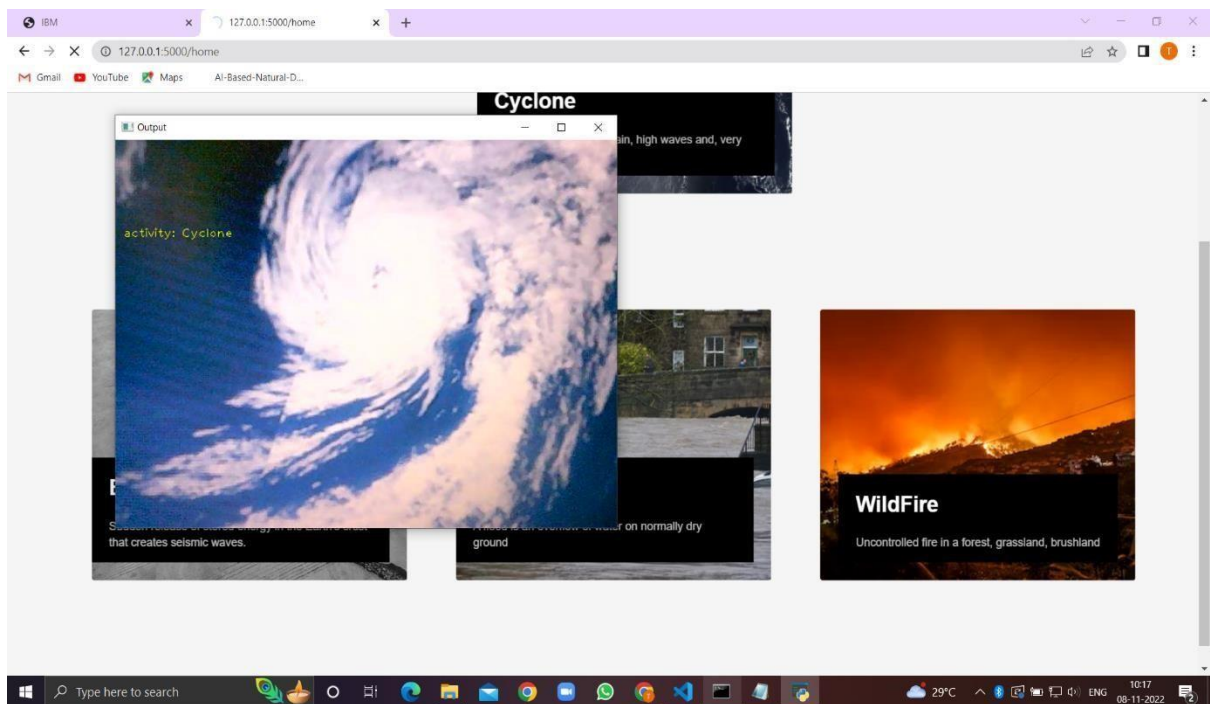 IBM
127.0.0.1:5000/home
127.0.0.1:5000/home
Gmail YouTube Maps AI-Based-Natural-D...
T
Cyclone
ain, high waves and, very
Output
activity: Cyclone
E
that creates seismic waves.
on normally dry
ground
WildFire
Uncontrolled fire in a forest, grassland, brushland
Type here to search
29°C
ENG
10:17
08-11-2022
2